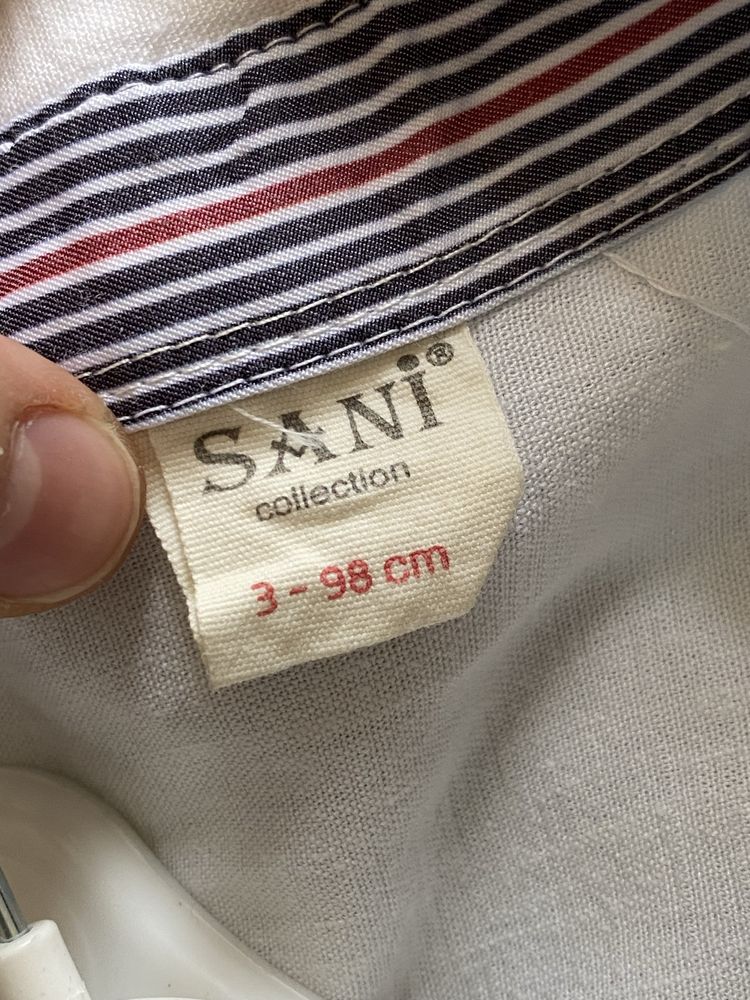 SANi®
collection
3 - 98 cm